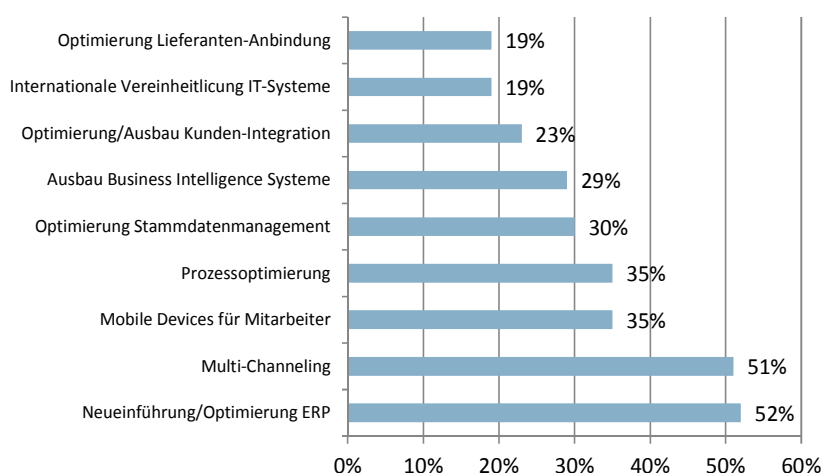 Optimierung Lieferanten-Anbindung 19%
Internationale Vereinheitlicung IT-Systeme 19%
Optimierung/Ausbau Kunden-Integration 23%
Ausbau Business Intelligence Systeme 29%
Optimierung Stammdatenmanagement 30%
Prozessoptimierung 35%
Mobile Devices für Mitarbeiter 35%
Multi-Channeling 51%
Neueinführung/Optimierung ERP 52%
0% 10% 20% 30% 40% 50% 60%